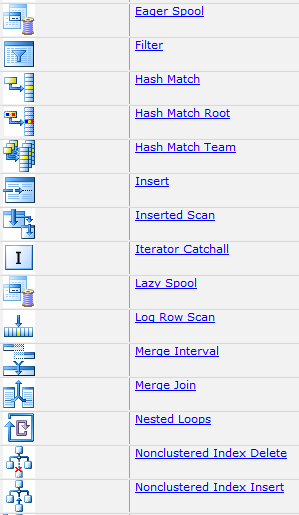 Eager Spool
Filter
Hash Match
Hash Match Root
Hash Match Team
Insert
Inserted Scan
I
Iterator Catchall
Lazy Spool
Log Row Scan
Merge Interval
Merge Join
Nested Loops
Nonclustered Index Delete
Nonclustered Index Insert